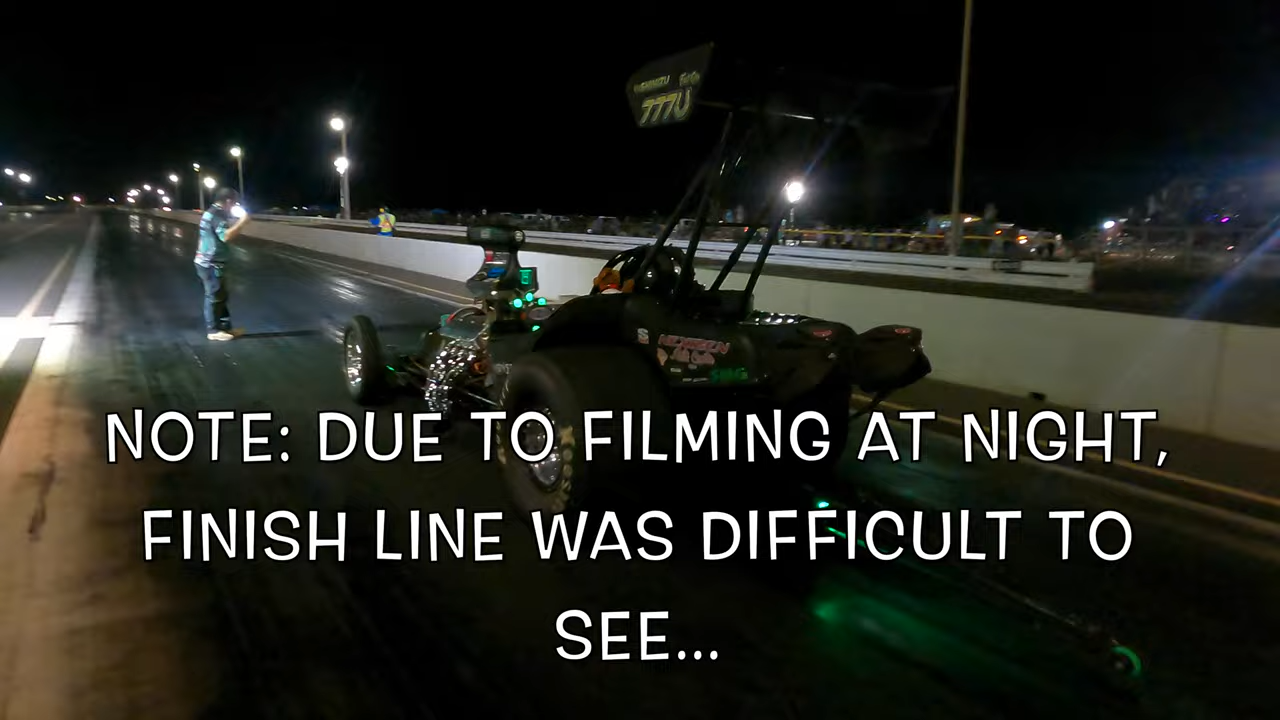 777U
NOTE: DUE TO FILMING AT NIGHT,
FINISH LINE WAS DIFFICULT TO
SEE...